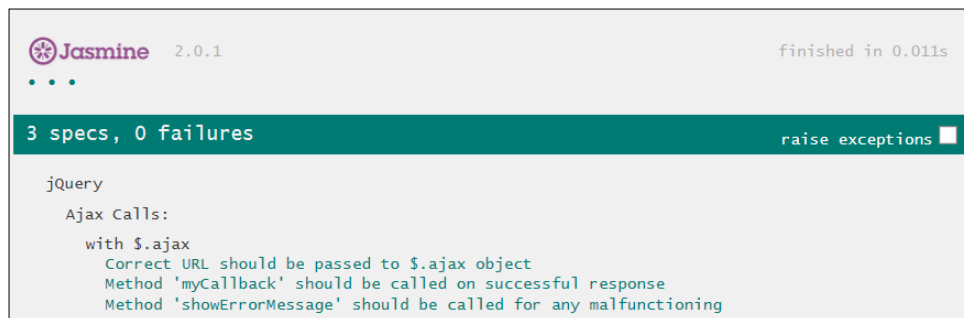 Jasmine 2.0.1 finished in 0.011s
• • •
3 specs, 0 failures raise exceptions
jQuery
Ajax Calls:
with $.ajax
Correct URL should be passed to $.ajax object
Method 'myCallback' should be called on successful response
Method 'showErrorMessage' should be called for any malfunctioning